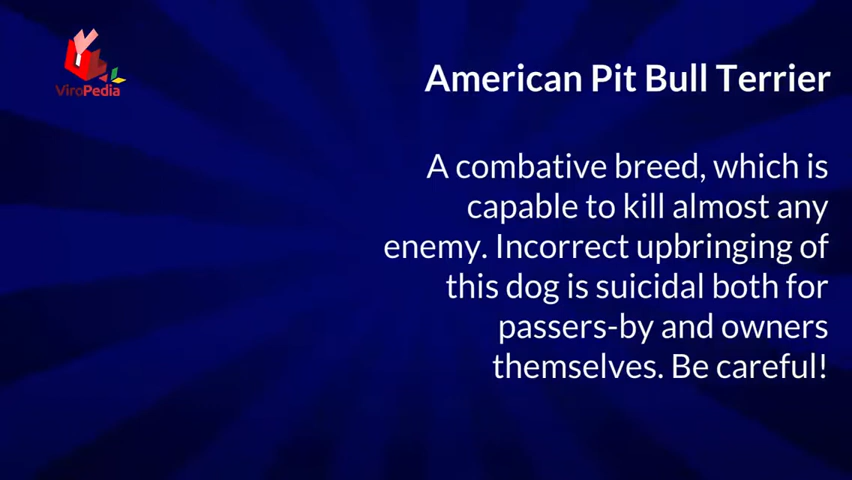 ViroPedia
American Pit Bull Terrier
A combative breed, which is
capable to kill almost any
enemy. Incorrect upbringing of
this dog is suicidal both for
passers-by and owners
themselves. Be careful!